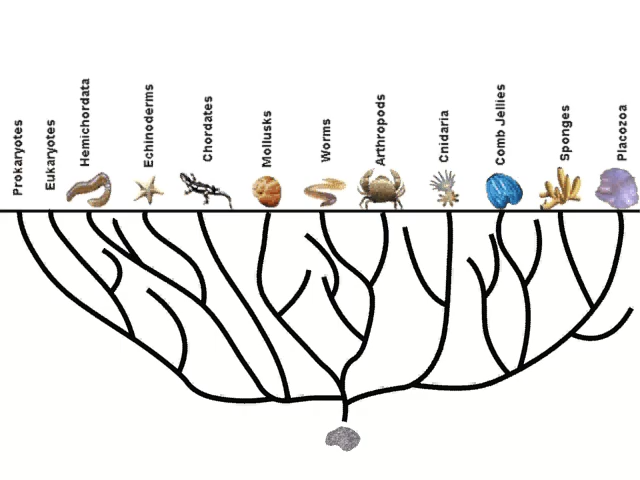 Prokaryotes
Eukaryotes
Hemichordata
Echinoderms
Chordates
Mollusks
Worms
Arthropods
Cnidaria
Comb Jellies
Sponges
Placozoa